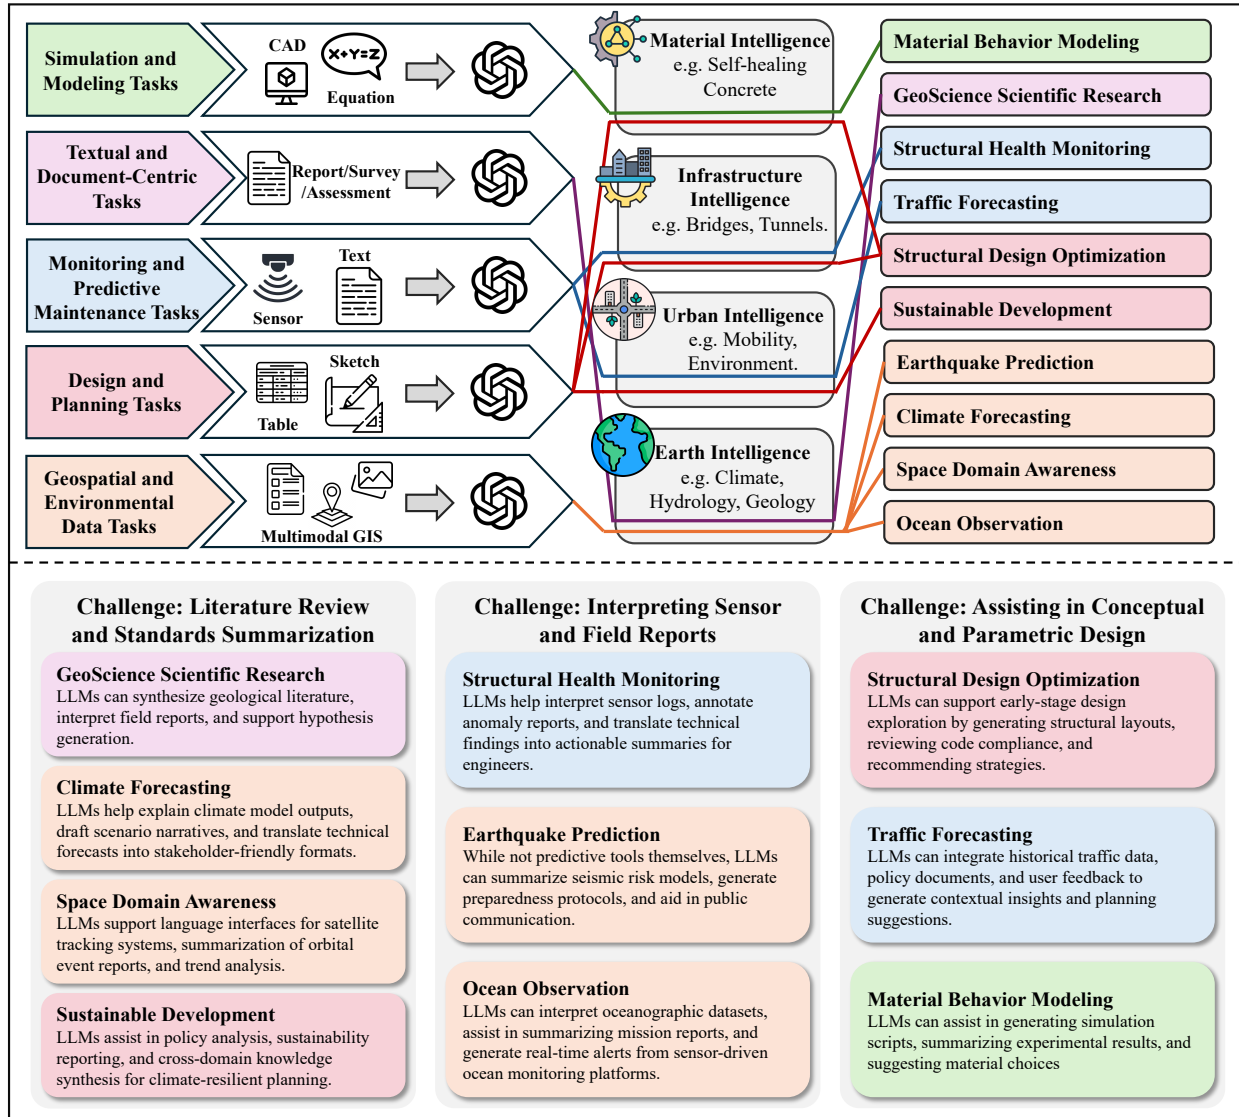 Simulation and
Modeling Tasks
CAD
X+Y=Z
Equation
Material Intelligence
e.g. Self-healing
Concrete
Material Behavior Modeling
GeoScience Scientific Research
Textual and
Document-Centric
Tasks
Report/Survey
/Assessment
Infrastructure
Intelligence
e.g. Bridges, Tunnels.
Structural Health Monitoring
Traffic Forecasting
Monitoring and
Predictive
Maintenance Tasks
Sensor
Text
Urban Intelligence
e.g. Mobility,
Environment.
Structural Design Optimization
Sustainable Development
Design and
Planning Tasks
Table
Sketch
Earthquake Prediction
Climate Forecasting
Geospatial and
Environmental
Data Tasks
Multimodal GIS
Earth Intelligence
e.g. Climate,
Hydrology, Geology
Space Domain Awareness
Ocean Observation
Challenge: Literature Review
and Standards Summarization
GeoScience Scientific Research
LLMs can synthesize geological literature,
interpret field reports, and support hypothesis
generation.
Climate Forecasting
LLMs help explain climate model outputs,
draft scenario narratives, and translate technical
forecasts into stakeholder-friendly formats.
Space Domain Awareness
LLMs support language interfaces for satellite
tracking systems, summarization of orbital
event reports, and trend analysis.
Sustainable Development
LLMs assist in policy analysis, sustainability
reporting, and cross-domain knowledge
synthesis for climate-resilient planning.
Challenge: Interpreting Sensor
and Field Reports
Structural Health Monitoring
LLMs help interpret sensor logs, annotate
anomaly reports, and translate technical
findings into actionable summaries for
engineers.
Earthquake Prediction
While not predictive tools themselves, LLMs
can summarize seismic risk models, generate
preparedness protocols, and aid in public
communication.
Ocean Observation
LLMs can interpret oceanographic datasets,
assist in summarizing mission reports, and
generate real-time alerts from sensor-driven
ocean monitoring platforms.
Challenge: Assisting in Conceptual
and Parametric Design
Structural Design Optimization
LLMs can support early-stage design
exploration by generating structural layouts,
reviewing code compliance, and
recommending strategies.
Traffic Forecasting
LLMs can integrate historical traffic data,
policy documents, and user feedback to
generate contextual insights and planning
suggestions.
Material Behavior Modeling
LLMs can assist in generating simulation
scripts, summarizing experimental results, and
suggesting material choices